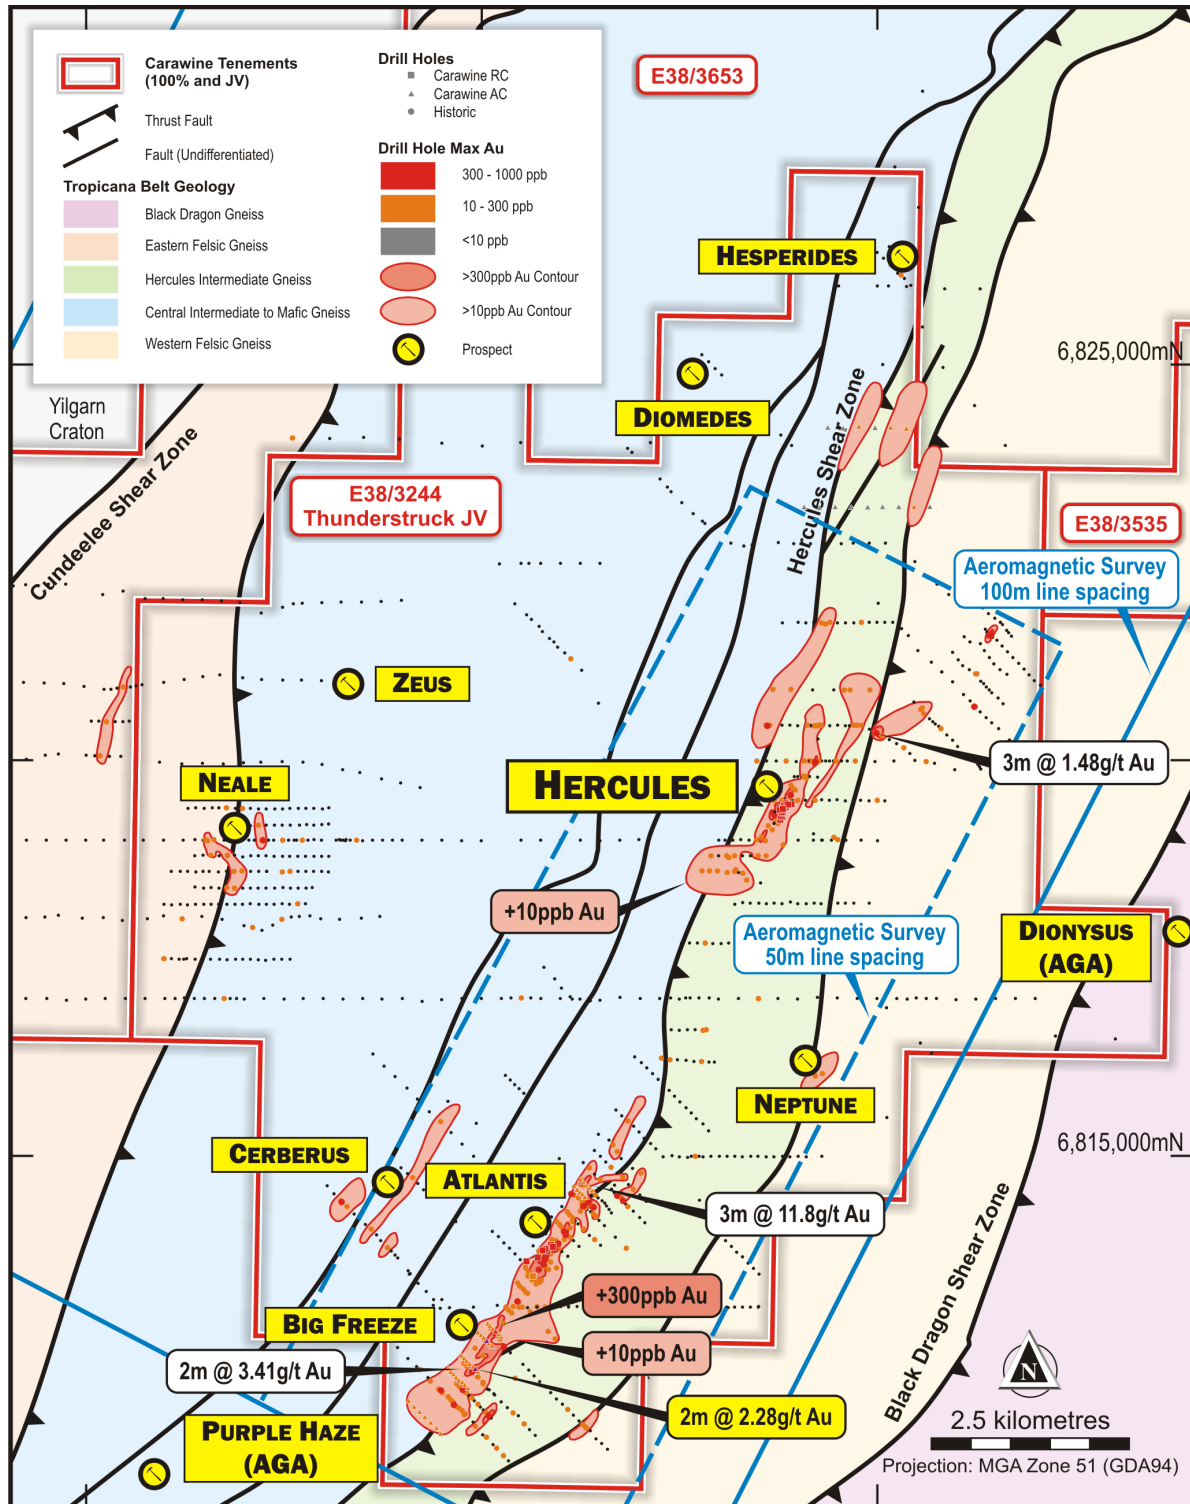 Carawine Tenements
(100% and JV)
Thrust Fault
Fault (Undifferentiated)
Tropicana Belt Geology
Black Dragon Gneiss
Eastern Felsic Gneiss
Hercules Intermediate Gneiss
Central Intermediate to Mafic Gneiss
Western Felsic Gneiss
Drill Holes
Carawine RC
Carawine AC
Historic
Drill Hole Max Au
300 - 1000 ppb
10 - 300 ppb
<10 ppb
>300ppb Au Contour
>10ppb Au Contour
Prospect
E38/3653
HESPERIDES
6,825,000mN
DIOMEDES
Yilgarn
Craton
Cundeelee Shear Zone
Hercules Shear Zone
E38/3244
Thunderstruck JV
E38/3535
Aeromagnetic Survey
100m line spacing
ZEUS
3m @ 1.48g/t Au
NEALE
HERCULES
+10ppb Au
Aeromagnetic Survey
50m line spacing
DIONYSUS
(AGA)
NEPTUNE
6,815,000mN
CERBERUS
ATLANTIS
3m @ 11.8g/t Au
Black Dragon Shear Zone
+300ppb Au
BIG FREEZE
+10ppb Au
2m @ 3.41g/t Au
2m @ 2.28g/t Au
PURPLE HAZE
(AGA)
N
2.5 kilometres
Projection: MGA Zone 51 (GDA94)